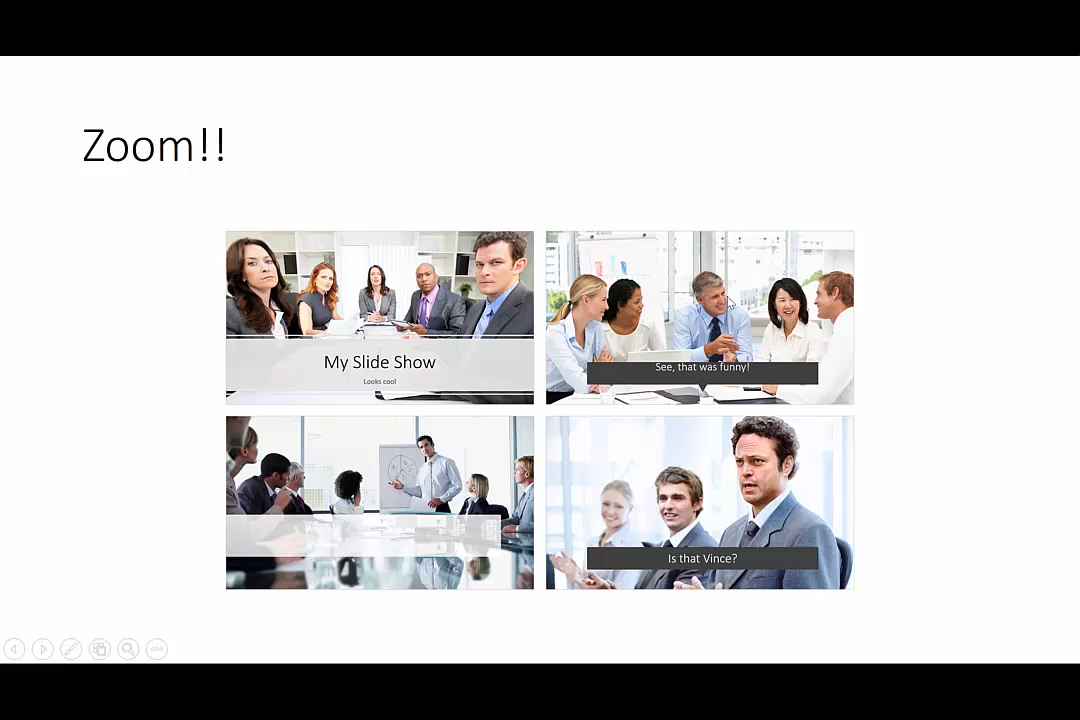 Zoom!!
My Slide Show
Looks cool
See, that was funny!
Is that Vince?